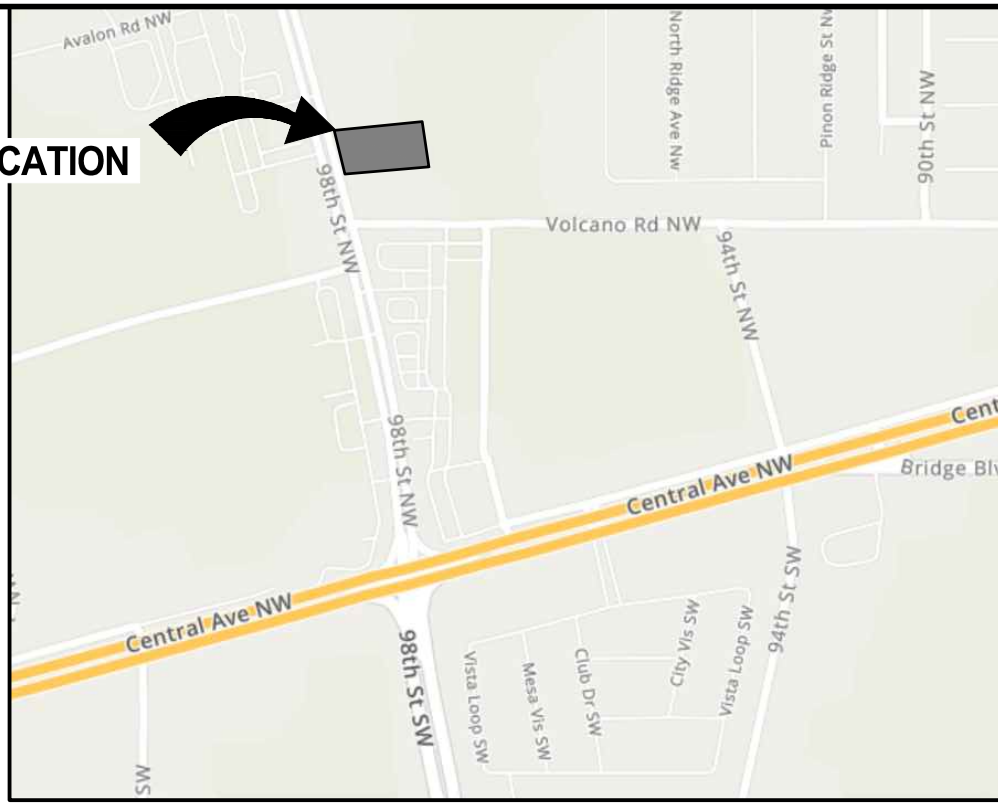 Avalon Rd NW
North Ridge Ave Nw
Pinon Ridge St NW
90th St NW
CATION
98th St NW
Volcano Rd NW
94th St NW
98th St NW
Cent
Central Ave NW
Bridge Blv
Central Ave NW
94th St SW
98th St SW
Vista Loop SW
Mesa Vis SW
Club Dr SW
City Vis SW
Vista Loop SW
SW